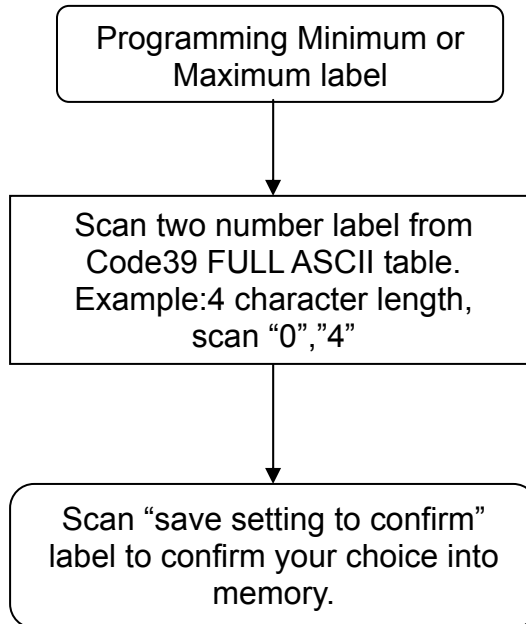 Programming Minimum or
Maximum label
Scan two number label from
Code39 FULL ASCII table.
Example:4 character length,
scan “0”,”4”
Scan “save setting to confirm”
label to confirm your choice into
memory.